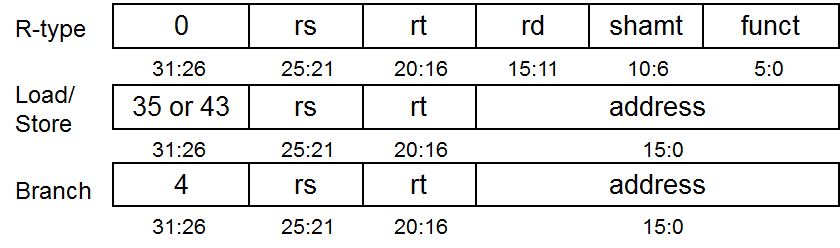 R-type 0 rs rt rd shamt funct
31:26 25:21 20:16 15:11 10:6 5:0
Load/
Store 35 or 43 rs rt address
31:26 25:21 20:16 15:0
Branch 4 rs rt address
31:26 25:21 20:16 15:0